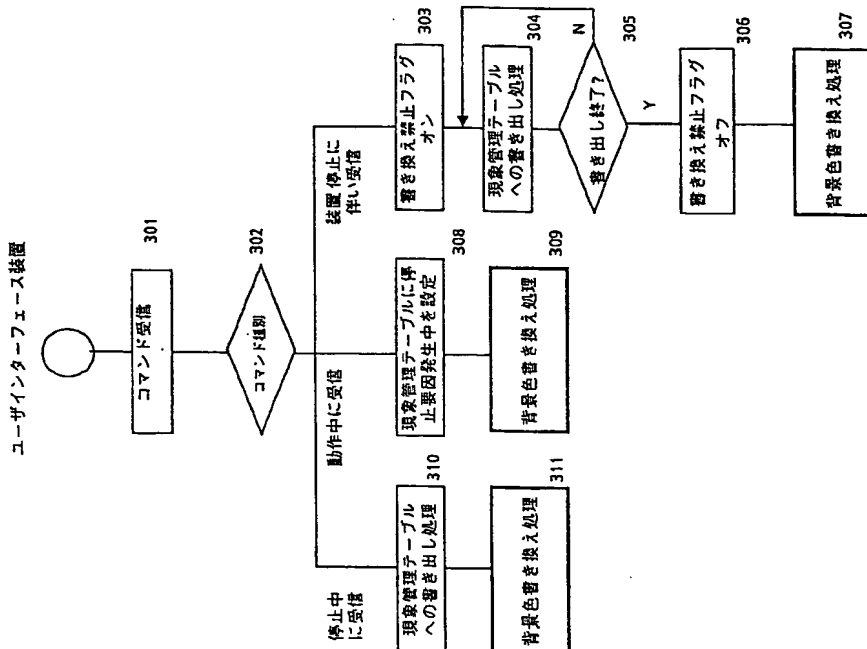 ユーザインターフェース装置
コマンド受信
301
コマンド種別
302
停止中
に受信
動作中に受信
装置停止に
伴い受信
現象管理テーブル
への書き出し処理
310
背景色書き換え処理
311
現象管理テーブルに停
止要因発生中を設定
308
背景色書き換え処理
309
書き換え禁止フラグ
オン
303
現象管理テーブル
への書き出し処理
304
書き出し終了?
N
305
Y
書き換え禁止フラグ
オフ
306
背景色書き換え処理
307